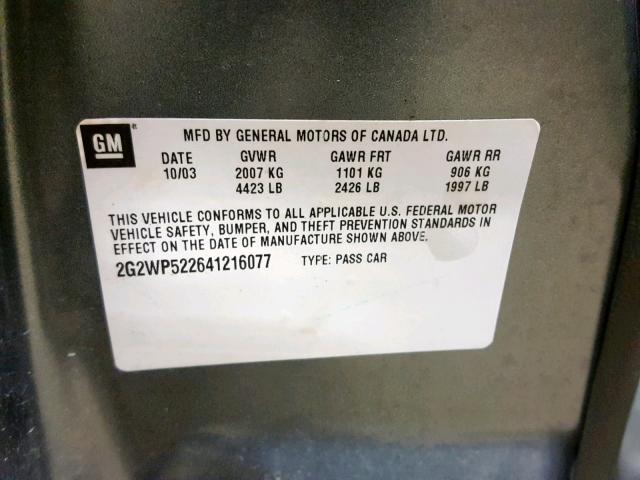 GM
MFD BY GENERAL MOTORS OF CANADA LTD.
DATE GVWR GAWR FRT GAWR RR
10/03 2007 KG 1101 KG 906 KG
4423 LB 2426 LB 1997 LB
THIS VEHICLE CONFORMS TO ALL APPLICABLE U.S. FEDERAL MOTOR
VEHICLE SAFETY, BUMPER, AND THEFT PREVENTION STANDARDS IN
EFFECT ON THE DATE OF MANUFACTURE SHOWN ABOVE.
2G2WP522641216077 TYPE: PASS CAR